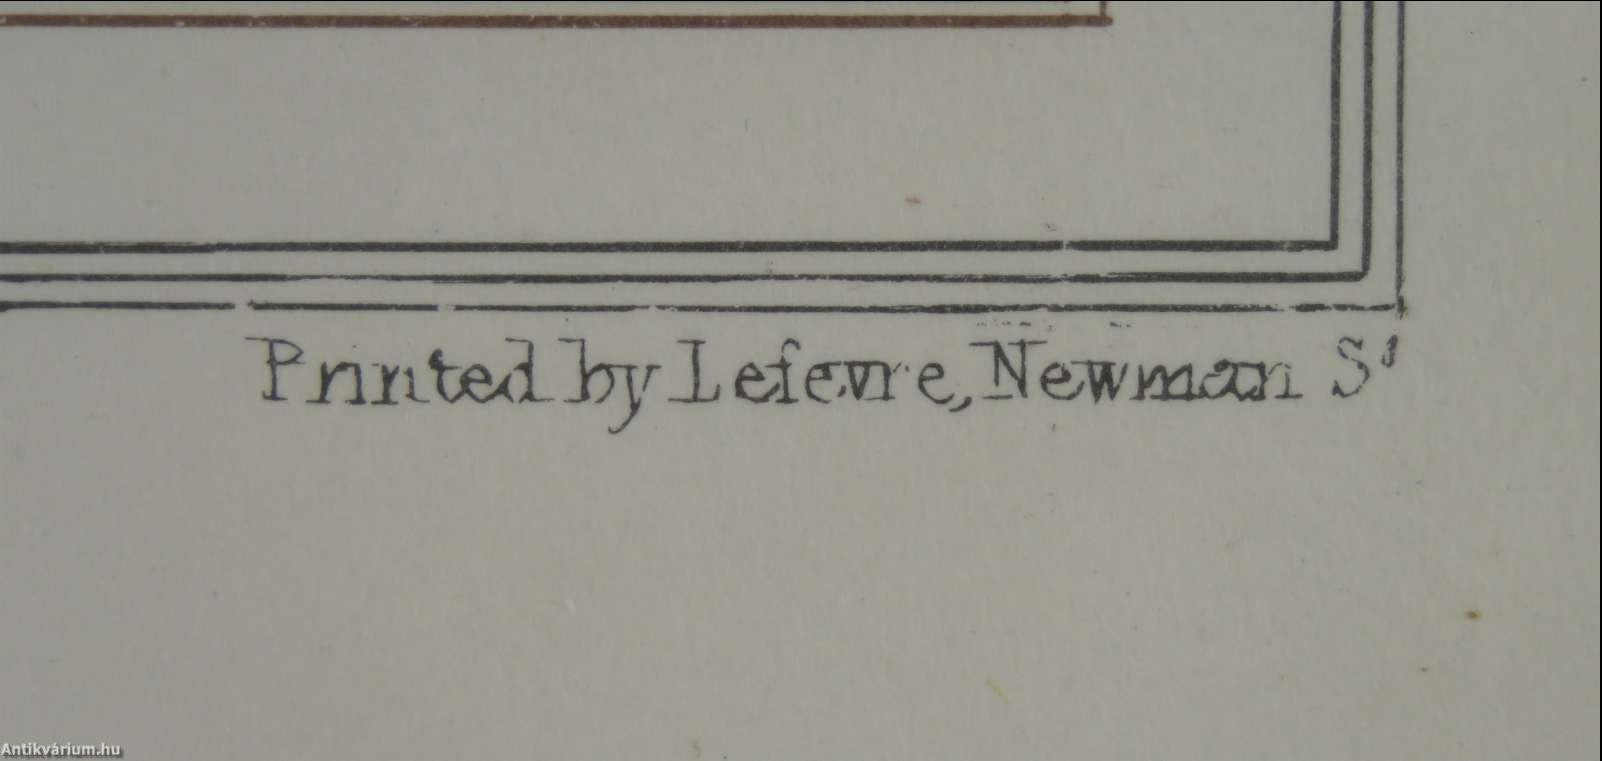 Printed by Lefevre, Newman S^t
Antikvárium.hu